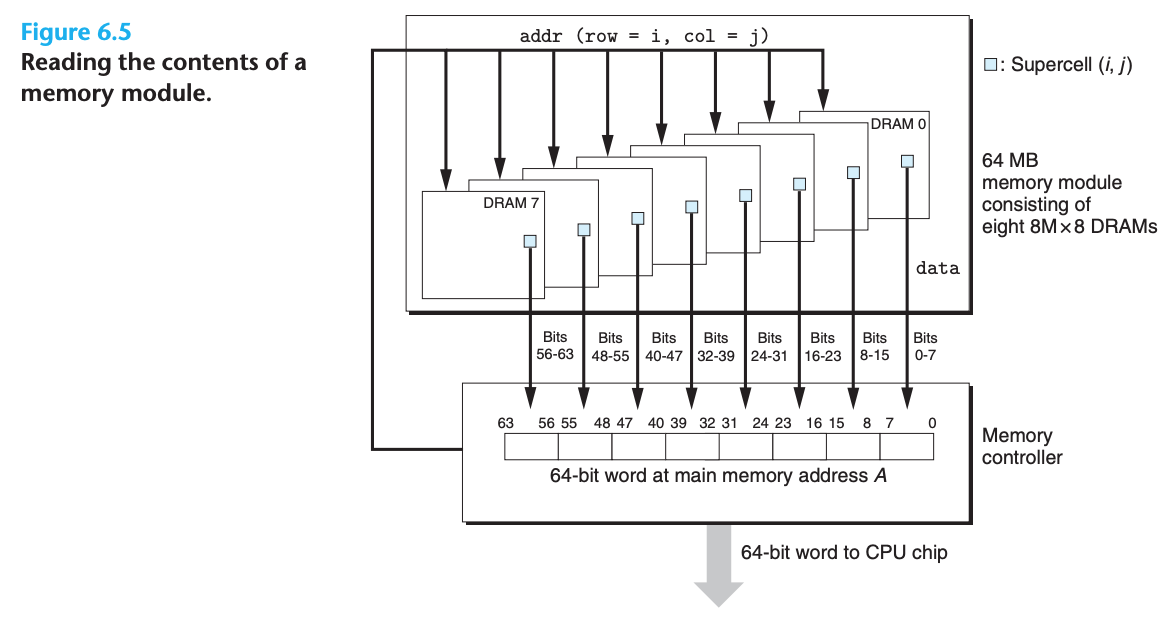 Figure 6.5
Reading the contents of a
memory module.
addr (row = i, col = j)
: Supercell (i, j)
DRAM 0
DRAM 7
64 MB
memory module
consisting of
eight 8M×8 DRAMs
data
Bits
56-63
Bits
48-55
Bits
40-47
Bits
32-39
Bits
24-31
Bits
16-23
Bits
8-15
Bits
0-7
63 56 55 48 47 40 39 32 31 24 23 16 15 8 7 0
64-bit word at main memory address A
Memory
controller
64-bit word to CPU chip